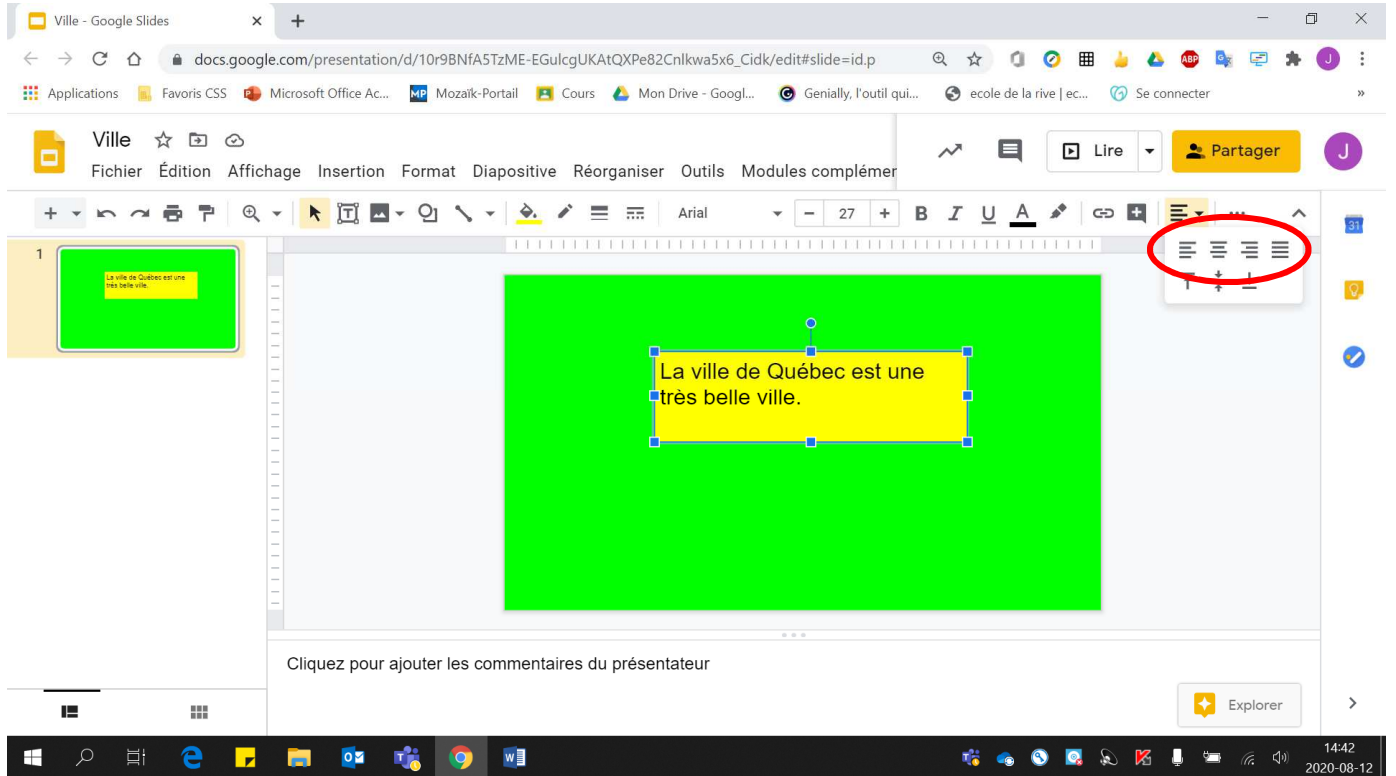 Ville - Google Slides
docs.google.com/presentation/d/10r9BNfA5TzME-EGulcgUKAtQXPe82Cnlkwa5x6_Cidk/edit#slide=id.p
ABP
J
Applications
Favoris CSS
Microsoft Office Ac...
MP Mozaïk-Portail
Cours
Mon Drive - Googl...
Genially, l'outil qui...
ecole de la rive | ec...
Se connecter
»
Ville
Fichier Édition Affichage Insertion Format Diapositive Réorganiser Outils Modules complémer
Lire
Partager
J
Arial
27
B I U A
31
1
La ville de Québec est une
très belle ville.
La ville de Québec est une
très belle ville.
Cliquez pour ajouter les commentaires du présentateur
Explorer
14:42
2020-08-12